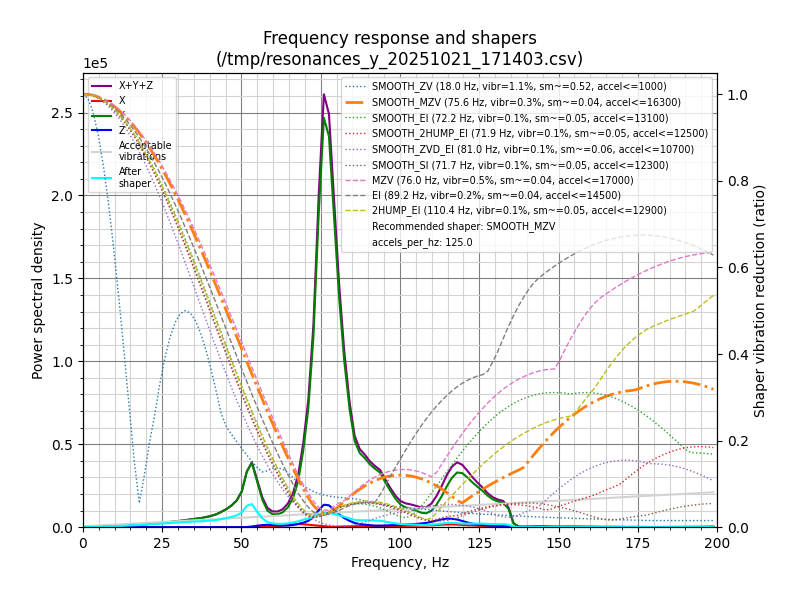 Frequency response and shapers
(/tmp/resonances_y_20251021_171403.csv)
1e5
X+Y+Z
X
Y
Z
Acceptable
vibrations
After
shaper
SMOOTH_ZV (18.0 Hz, vibr=1.1%, sm~=0.52, accel<=1000)
SMOOTH_MZV (75.6 Hz, vibr=0.3%, sm~=0.04, accel<=16300)
SMOOTH_EI (72.2 Hz, vibr=0.1%, sm~=0.05, accel<=13100)
SMOOTH_2HUMP_EI (71.9 Hz, vibr=0.1%, sm~=0.05, accel<=12500)
SMOOTH_ZVD_EI (81.0 Hz, vibr=0.1%, sm~=0.06, accel<=10700)
SMOOTH_SI (71.7 Hz, vibr=0.1%, sm~=0.05, accel<=12300)
MZV (76.0 Hz, vibr=0.5%, sm~=0.04, accel<=17000)
EI (89.2 Hz, vibr=0.2%, sm~=0.04, accel<=14500)
2HUMP_EI (110.4 Hz, vibr=0.1%, sm~=0.05, accel<=12900)
Recommended shaper: SMOOTH_MZV
accels_per_hz: 125.0
2.5
2.0
1.5
1.0
0.5
0.0
Power spectral density
1.0
0.8
0.6
0.4
0.2
0.0
Shaper vibration reduction (ratio)
0 25 50 75 100 125 150 175 200
Frequency, Hz